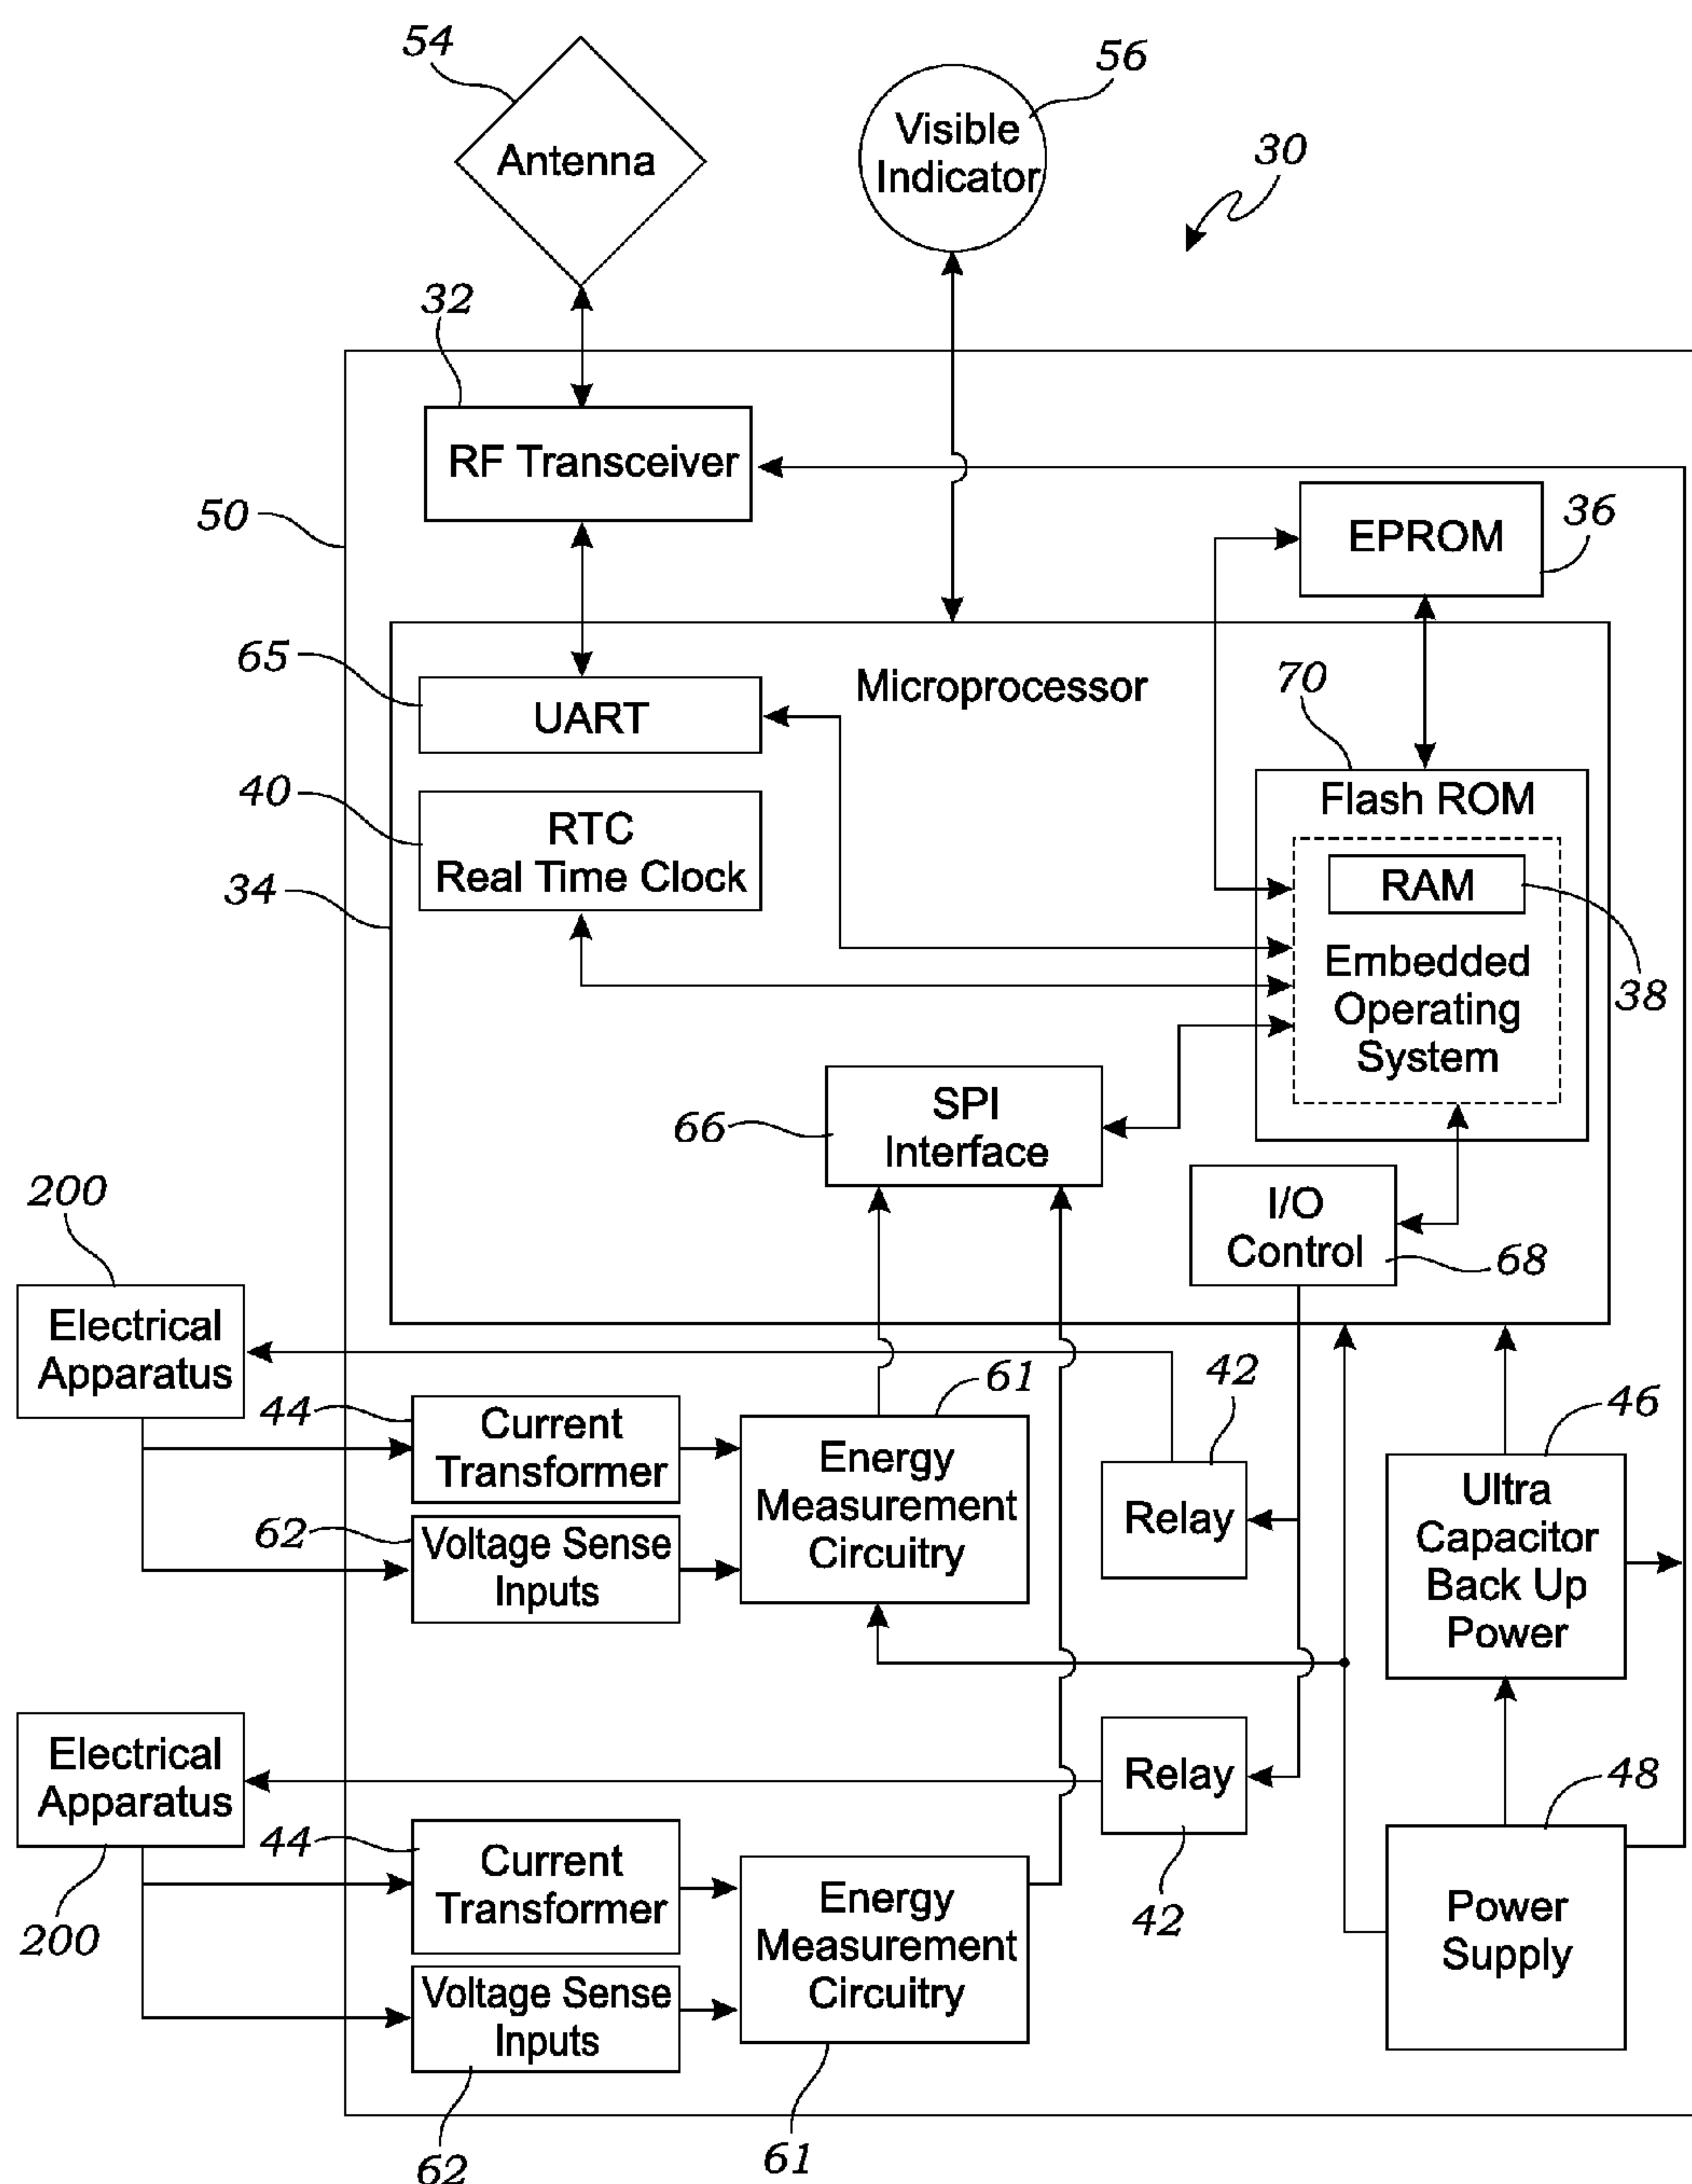 54
56
Visible
Indicator
Antenna
30
32
RF Transceiver
50
EPROM
36
65
UART
Microprocessor
70
Flash ROM
40
RTC
Real Time Clock
34
RAM
38
Embedded
Operating
System
SPI
Interface
66
I/O
Control
68
200
Electrical
Apparatus
44
Current
Transformer
61
42
46
62
Voltage Sense
Inputs
Energy
Measurement
Circuitry
Relay
Ultra
Capacitor
Back Up
Power
Electrical
Apparatus
200
44
Current
Transformer
Relay
42
48
Energy
Measurement
Circuitry
Power
Supply
Voltage Sense
Inputs
62
61